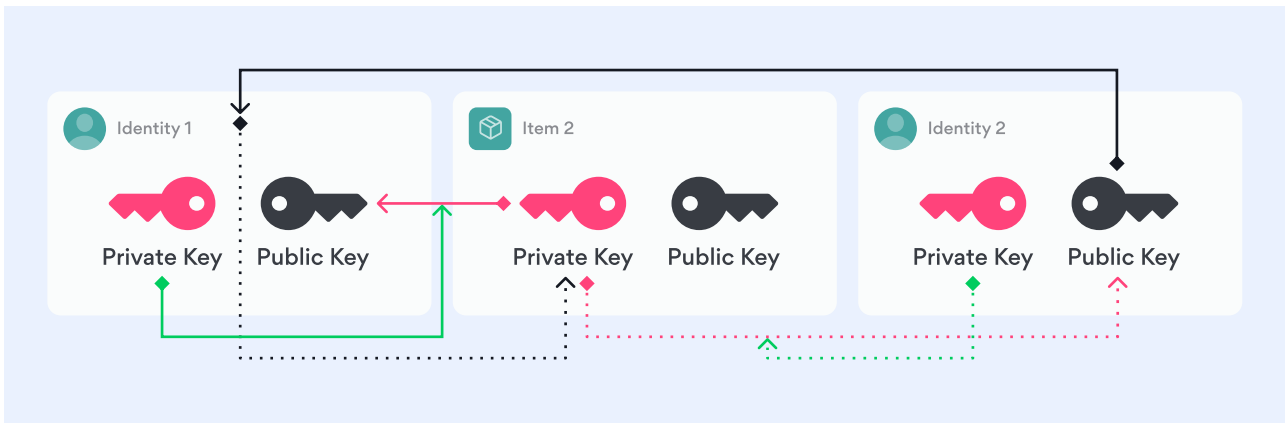 Identity 1
Item 2
Identity 2
Private Key
Public Key
Private Key
Public Key
Private Key
Public Key